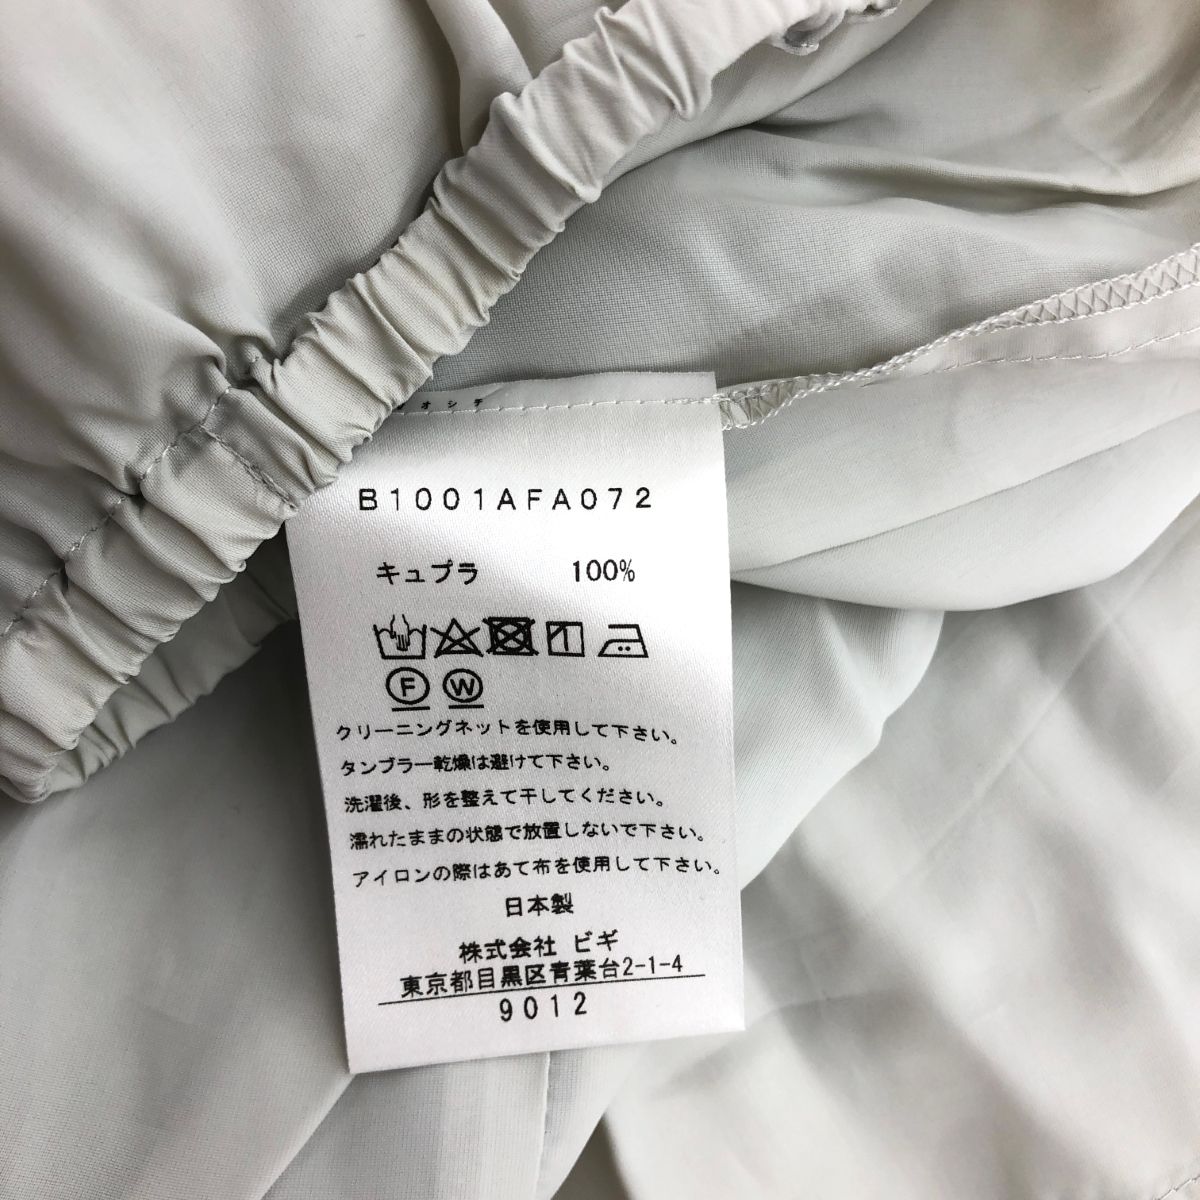 オシテ
B1001AFA072
キュプラ 100%
F W
クリーニングネットを使用して下さい。
タンブラー乾燥は避けて下さい。
洗濯後、形を整えて干してください。
濡れたままの状態で放置しないで下さい。
アイロンの際はあて布を使用して下さい。
日本製
株式会社 ビギ
東京都目黒区青葉台2-1-4
9012